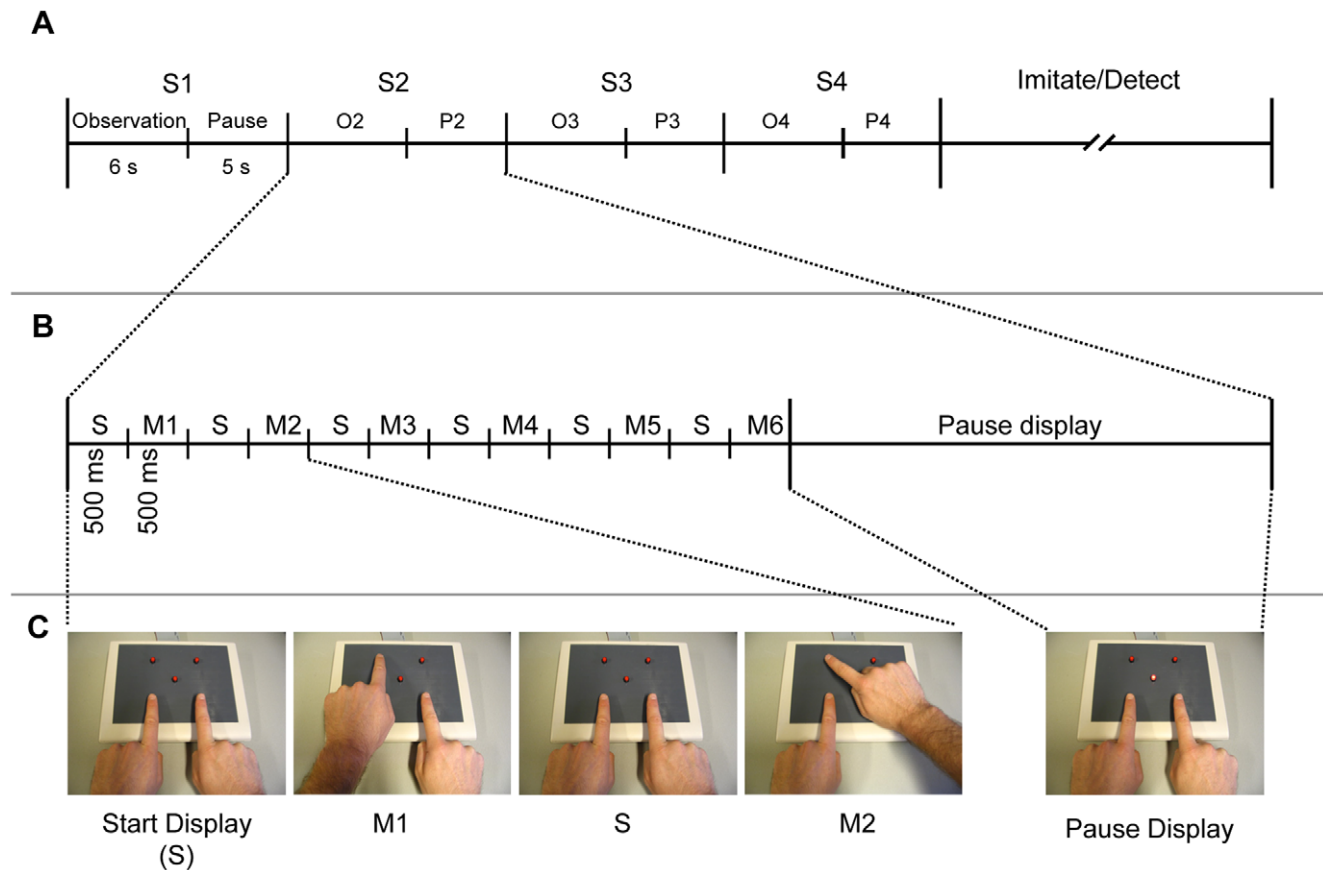 A
S1 S2 S3 S4 Imitate/Detect
Observation Pause O2 P2 O3 P3 O4 P4
6 s 5 s
B
S M1 S M2 S M3 S M4 S M5 S M6 Pause display
500 ms 500 ms
C
Start Display M1 S M2 Pause Display
(S)